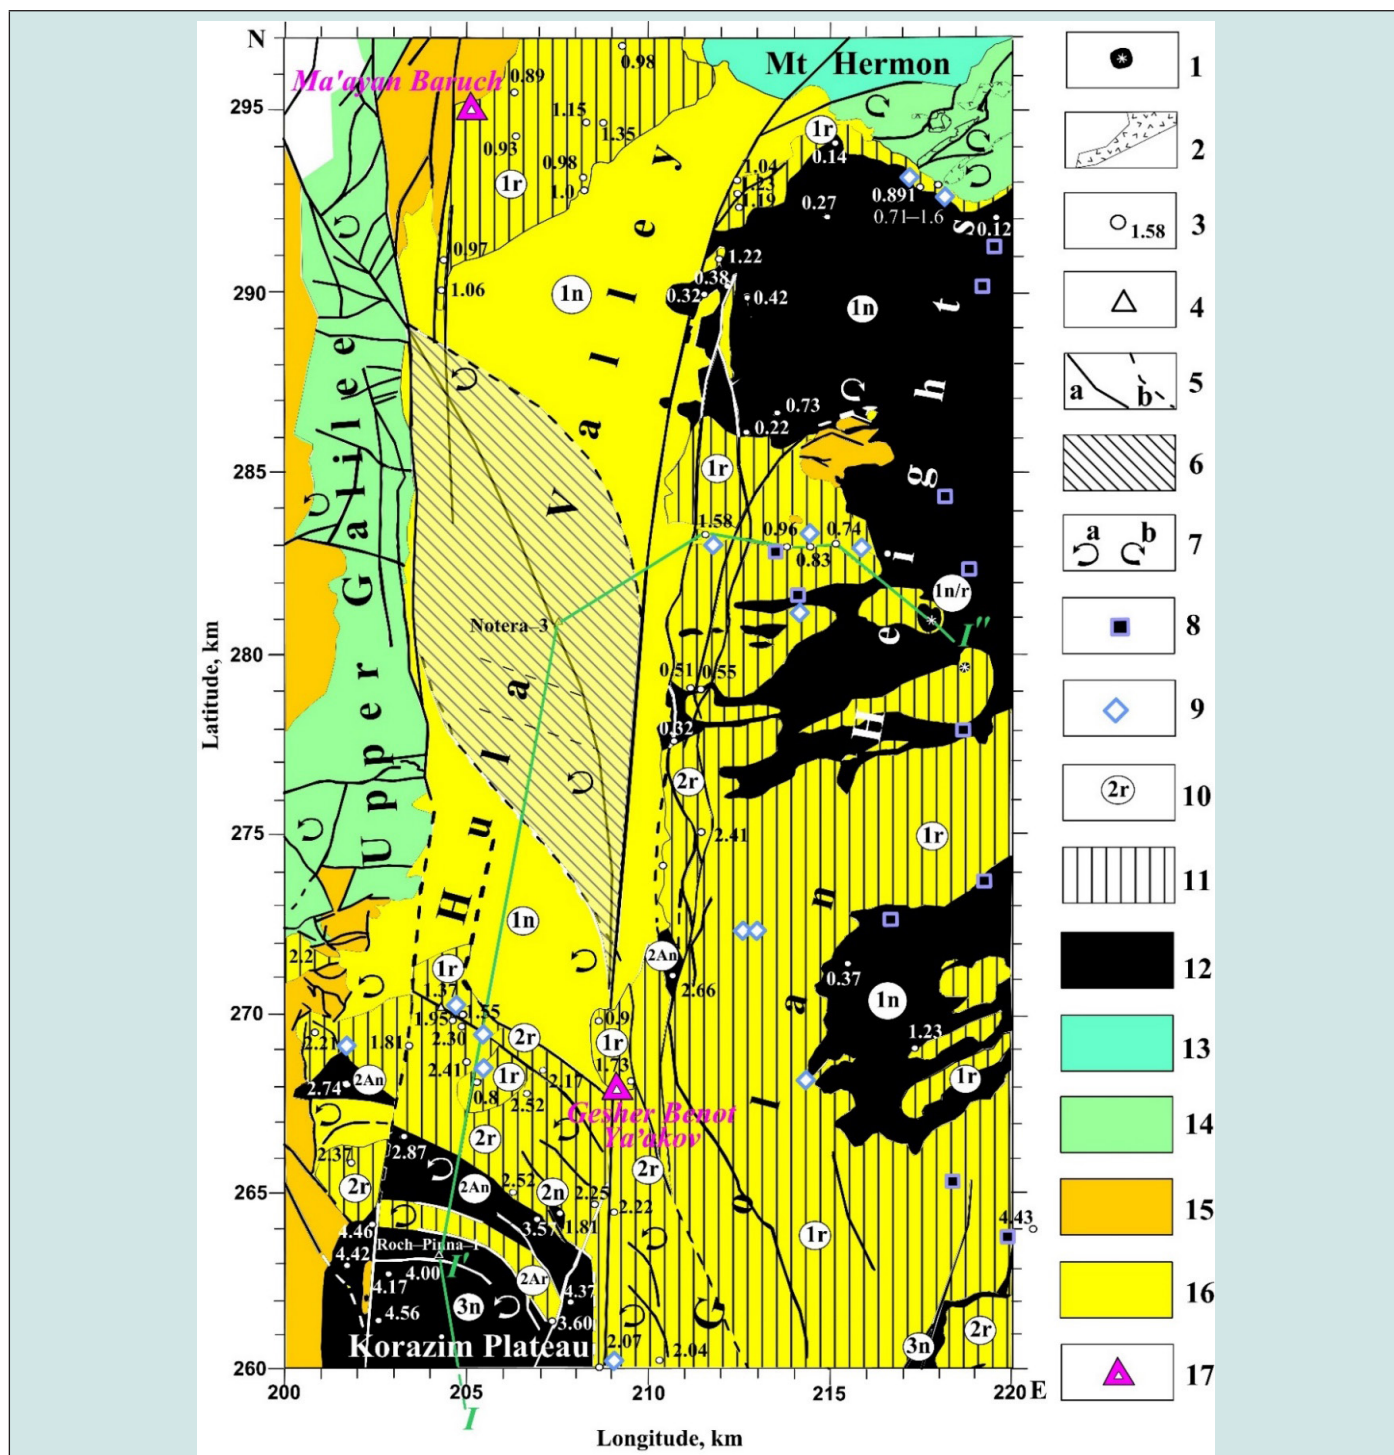 N
Ma'ayan Baruch
Mt Hermon
0.89
0.98
295
1.15
1.35
0.93
0.98
1.0
1r
1r
0.14
1.04
1.23
1.19
0.27
0.891
0.71–1.6
0.12
0.97
1.22
1.06
0.38
0.32
0.42
290
1n
1n
0.73
0.22
285
1r
1.58
0.96
0.74
0.83
1n/r
Notera–3
I''
280
0.51
0.55
0.32
2r
275
2.41
1r
1n
2.2
1r
2An
1.37
2.66
0.37
1n
270
1.55
1.95
2.30
0.9
1r
1.23
2.21
1.81
2r
2.41
1r
2.17
1.73
1r
2.74
2An
0.8
2.52
Gesher Benot
Ya'akov
2r
2.37
2.87
2r
2r
2An
2.52
2n
2.25
265
2.22
3.57
1.81
4.43
4.46
Roch–Pinna–1
1r
4.42
I'
4.00
2Ar
4.17
4.37
4.56
3n
3.60
2r
Korazim Plateau
2.07
2.04
3n
260
200
205
210
215
220 E
I
Latitude, km
Longitude, km
Upper Galilee
Hula Valley
Golan Heights
1
2
1.58
3
4
a
b
5
6
a
b
7
8
9
2r
10
11
12
13
14
15
16
17